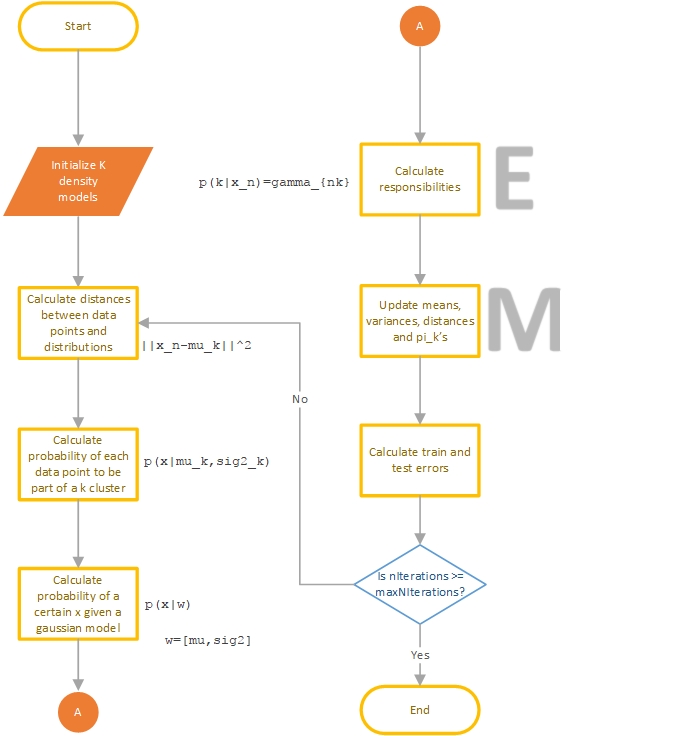 Start
Initialize K
density
models
Calculate distances
between data
points and
distributions
||x_n-mu_k||^2
Calculate
probability of each
data point to be
part of a k cluster
p(x|mu_k,sig2_k)
Calculate
probability of a
certain x given a
gaussian model
p(x|w)
w=[mu,sig2]
A
A
Calculate
responsibilities
p(k|x_n)=gamma_{nk}
E
Update means,
variances, distances
and pi_k's
M
Calculate train and
test errors
Is nIterations >=
maxNIterations?
No
Yes
End